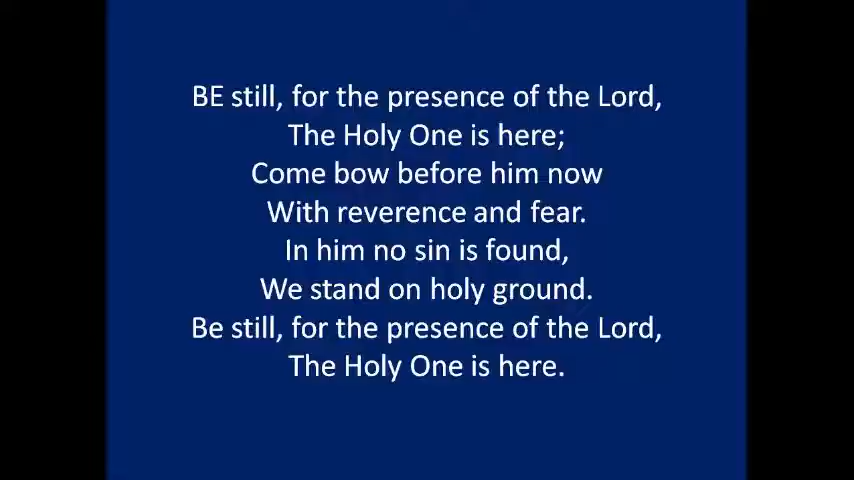 BE still, for the presence of the Lord,
The Holy One is here;
Come bow before him now
With reverence and fear.
In him no sin is found,
We stand on holy ground.
Be still, for the presence of the Lord,
The Holy One is here.